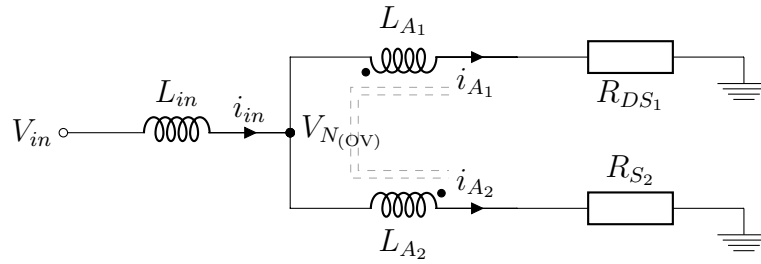 L_{A_1}
i_{A_1}
R_{DS_1}
L_{in}
i_{in}
V_{in}
V_{N_{(OV)}}
i_{A_2}
R_{S_2}
L_{A_2}